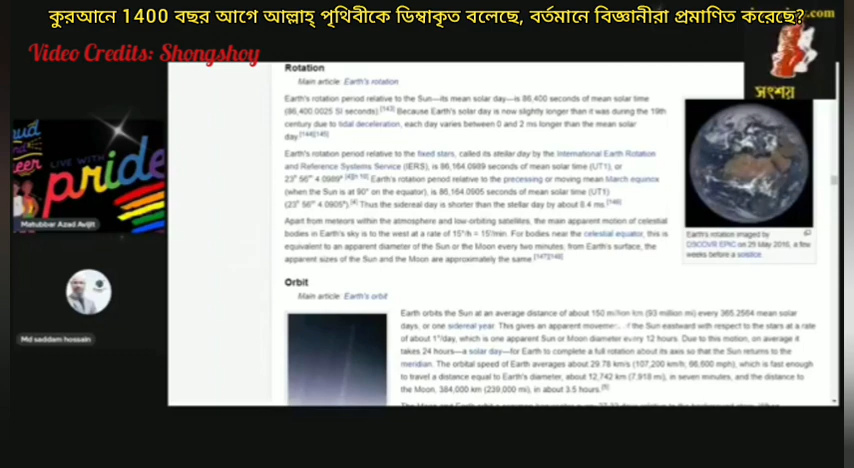 কুরআনে 1400 বছর আগে আল্লাহ্ পৃথিবীকে ডিম্বাকৃত বলেছে, বর্তমানে বিজ্ঞানীরা প্রমাণিত করেছে?
.com
Video Credits: Shongshoy
সংশয়
LIVE WITH
pride
Matubbar Azad Avijit
Md saddam hossain
Rotation
Main article: Earth's rotation
Earth's rotation period relative to the Sun—its mean solar day—is 86,400 seconds of mean solar time
(86,400.0025 SI seconds).[143] Because Earth's solar day is now slightly longer than it was during the 19th
century due to tidal deceleration, each day varies between 0 and 2 ms longer than the mean solar
day.[144][145]
Earth's rotation period relative to the fixed stars, called its stellar day by the International Earth Rotation
and Reference Systems Service (IERS), is 86,164.0989 seconds of mean solar time (UT1), or
23h 56m 4.0989s. Earth's rotation period relative to the precessing or moving mean March equinox
(when the Sun is at 90° on the equator), is 86,164.0905 seconds of mean solar time (UT1)
(23h 56m 4.0905s).[4] Thus the sidereal day is shorter than the stellar day by about 8.4 ms.[146]
Apart from meteors within the atmosphere and low-orbiting satellites, the main apparent motion of celestial
bodies in Earth's sky is to the west at a rate of 15°/h = 15'/min. For bodies near the celestial equator, this is
equivalent to an apparent diameter of the Sun or the Moon every two minutes; from Earth's surface, the
apparent sizes of the Sun and the Moon are approximately the same.[147][148]
Earth's rotation imaged by
DSCOVR EPIC on 29 May 2016, a few
weeks before a solstice.
Orbit
Main article: Earth's orbit
Earth orbits the Sun at an average distance of about 150 million km (93 million mi) every 365.2564 mean solar
days, or one sidereal year. This gives an apparent movement of the Sun eastward with respect to the stars at a rate
of about 1°/day, which is one apparent Sun or Moon diameter every 12 hours. Due to this motion, on average it
takes 24 hours—a solar day—for Earth to complete a full rotation about its axis so that the Sun returns to the
meridian. The orbital speed of Earth averages about 29.78 km/s (107,200 km/h; 66,600 mph), which is fast enough
to travel a distance equal to Earth's diameter, about 12,742 km (7,918 mi), in seven minutes, and the distance to
the Moon, 384,000 km (239,000 mi), in about 3.5 hours.